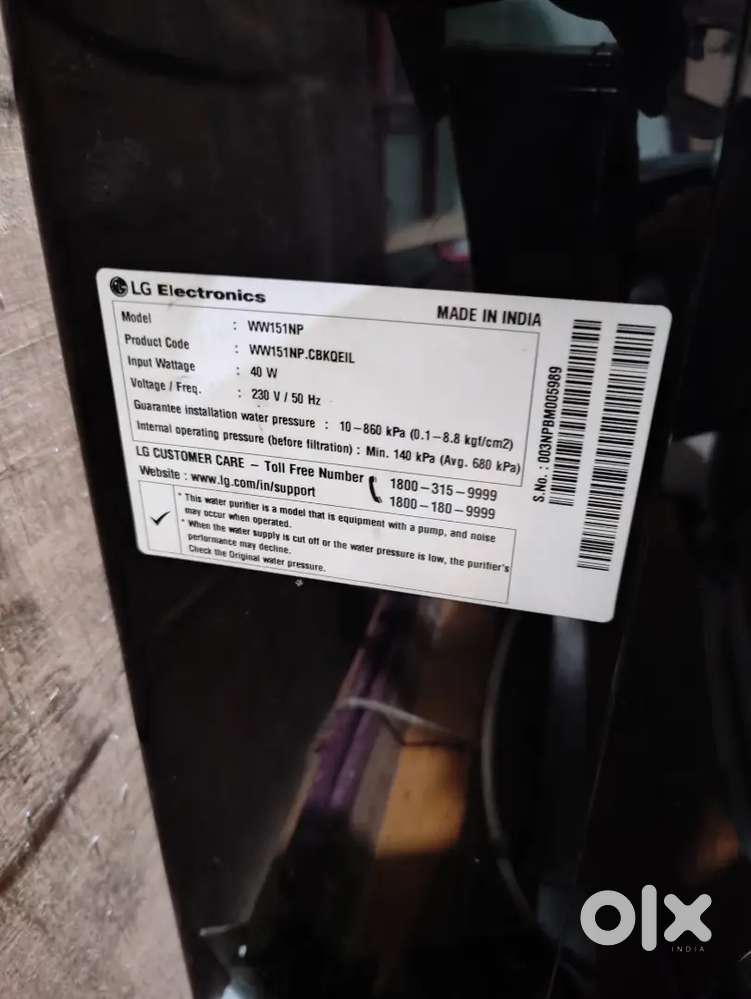 LG Electronics
MADE IN INDIA
Model : WW151NP
Product Code : WW151NP.CBKQEIL
Input Wattage : 40 W
Voltage / Freq. : 230 V / 50 Hz
Guarantee installation water pressure : 10-860 kPa (0.1-8.8 kgf/cm2)
Internal operating pressure (before filtration) : Min. 140 kPa (Avg. 680 kPa)
LG CUSTOMER CARE - Toll Free Number 1800-315-9999
Website : www.lg.com/in/support 1800-180-9999
* This water purifier is a model that is equipment with a pump, and noise
may occur when operated.
* When the water supply is cut off or the water pressure is low, the purifier's
performance may decline.
Check the Original water pressure.
S.No. : 003NPBM005989
olx
INDIA